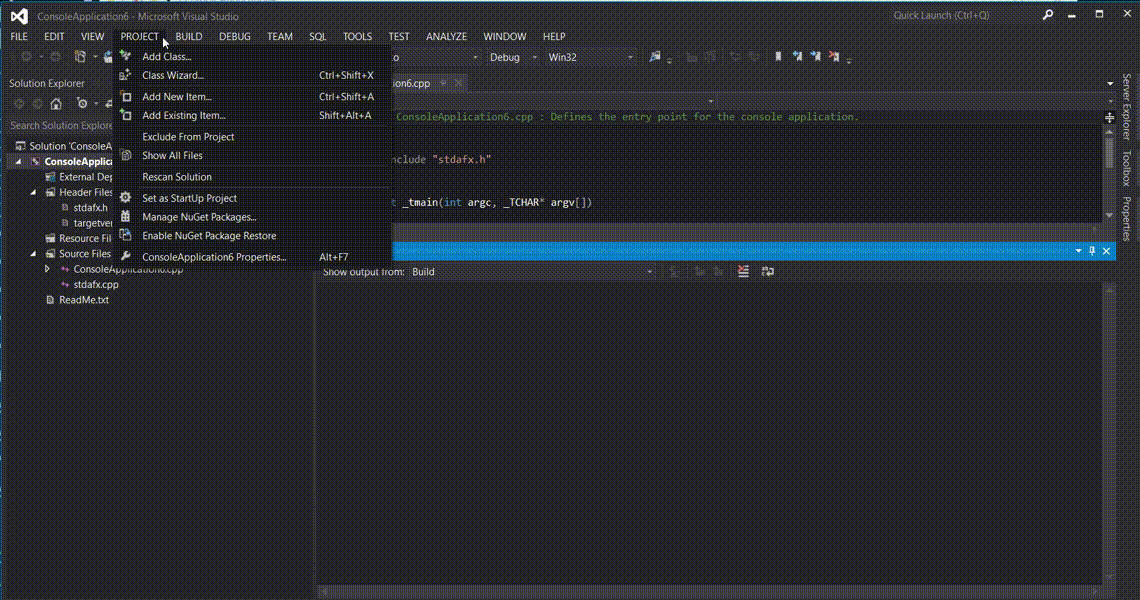 ConsoleApplication6 - Microsoft Visual Studio
Quick Launch (Ctrl+Q)
FILE EDIT VIEW PROJECT BUILD DEBUG TEAM SQL TOOLS TEST ANALYZE WINDOW HELP
Debug Win32
Add Class...
Class Wizard... Ctrl+Shift+X
Add New Item... Ctrl+Shift+A
Add Existing Item... Shift+Alt+A
Exclude From Project
Show All Files
Rescan Solution
Set as StartUp Project
Manage NuGet Packages...
Enable NuGet Package Restore
ConsoleApplication6 Properties... Alt+F7
Solution Explorer
Search Solution Explore
Solution 'ConsoleA
ConsoleApplica
External Dep
Header Files
stdafx.h
targetver
Resource Fil
Source Files
ConsoleApplication6.cpp
stdafx.cpp
ReadMe.txt
ion6.cpp
ConsoleApplication6.cpp : Defines the entry point for the console application.
nclude "stdafx.h"
t _tmain(int argc, _TCHAR* argv[])
Show output from: Build
Server Explorer
Toolbox
Properties